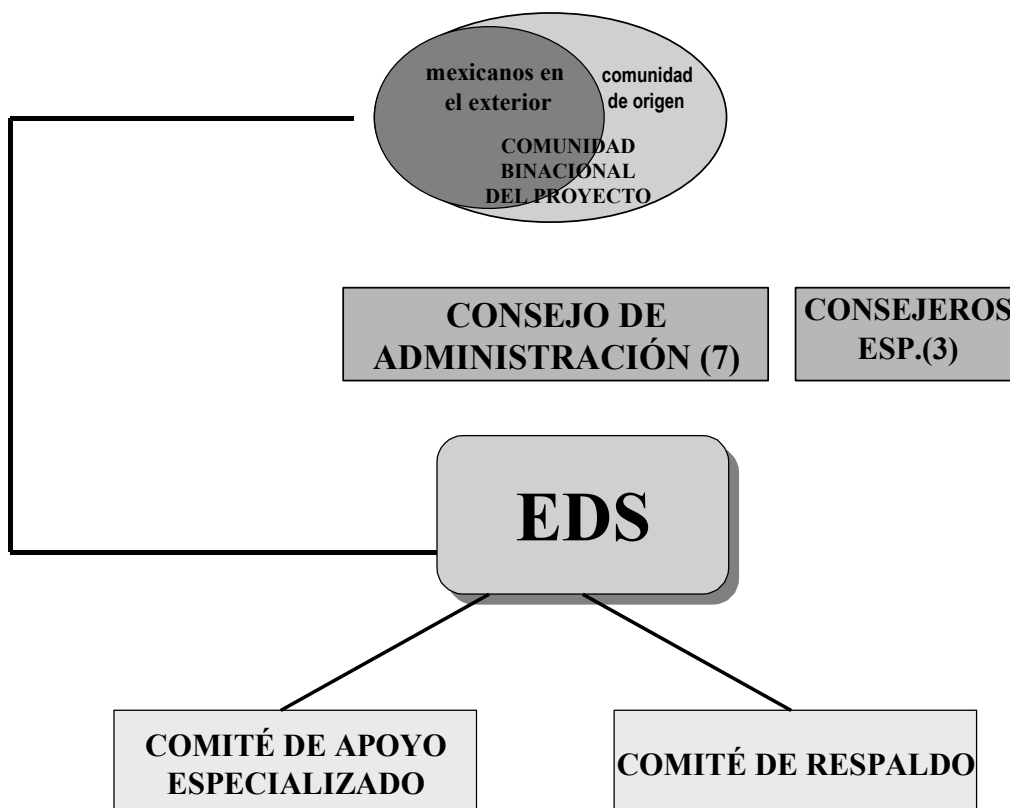 mexicanos en
el exterior
comunidad
de origen
COMUNIDAD
BINACIONAL
DEL PROYECTO
CONSEJO DE
ADMINISTRACIÓN (7)
CONSEJEROS
ESP.(3)
EDS
COMITÉ DE APOYO
ESPECIALIZADO
COMITÉ DE RESPALDO